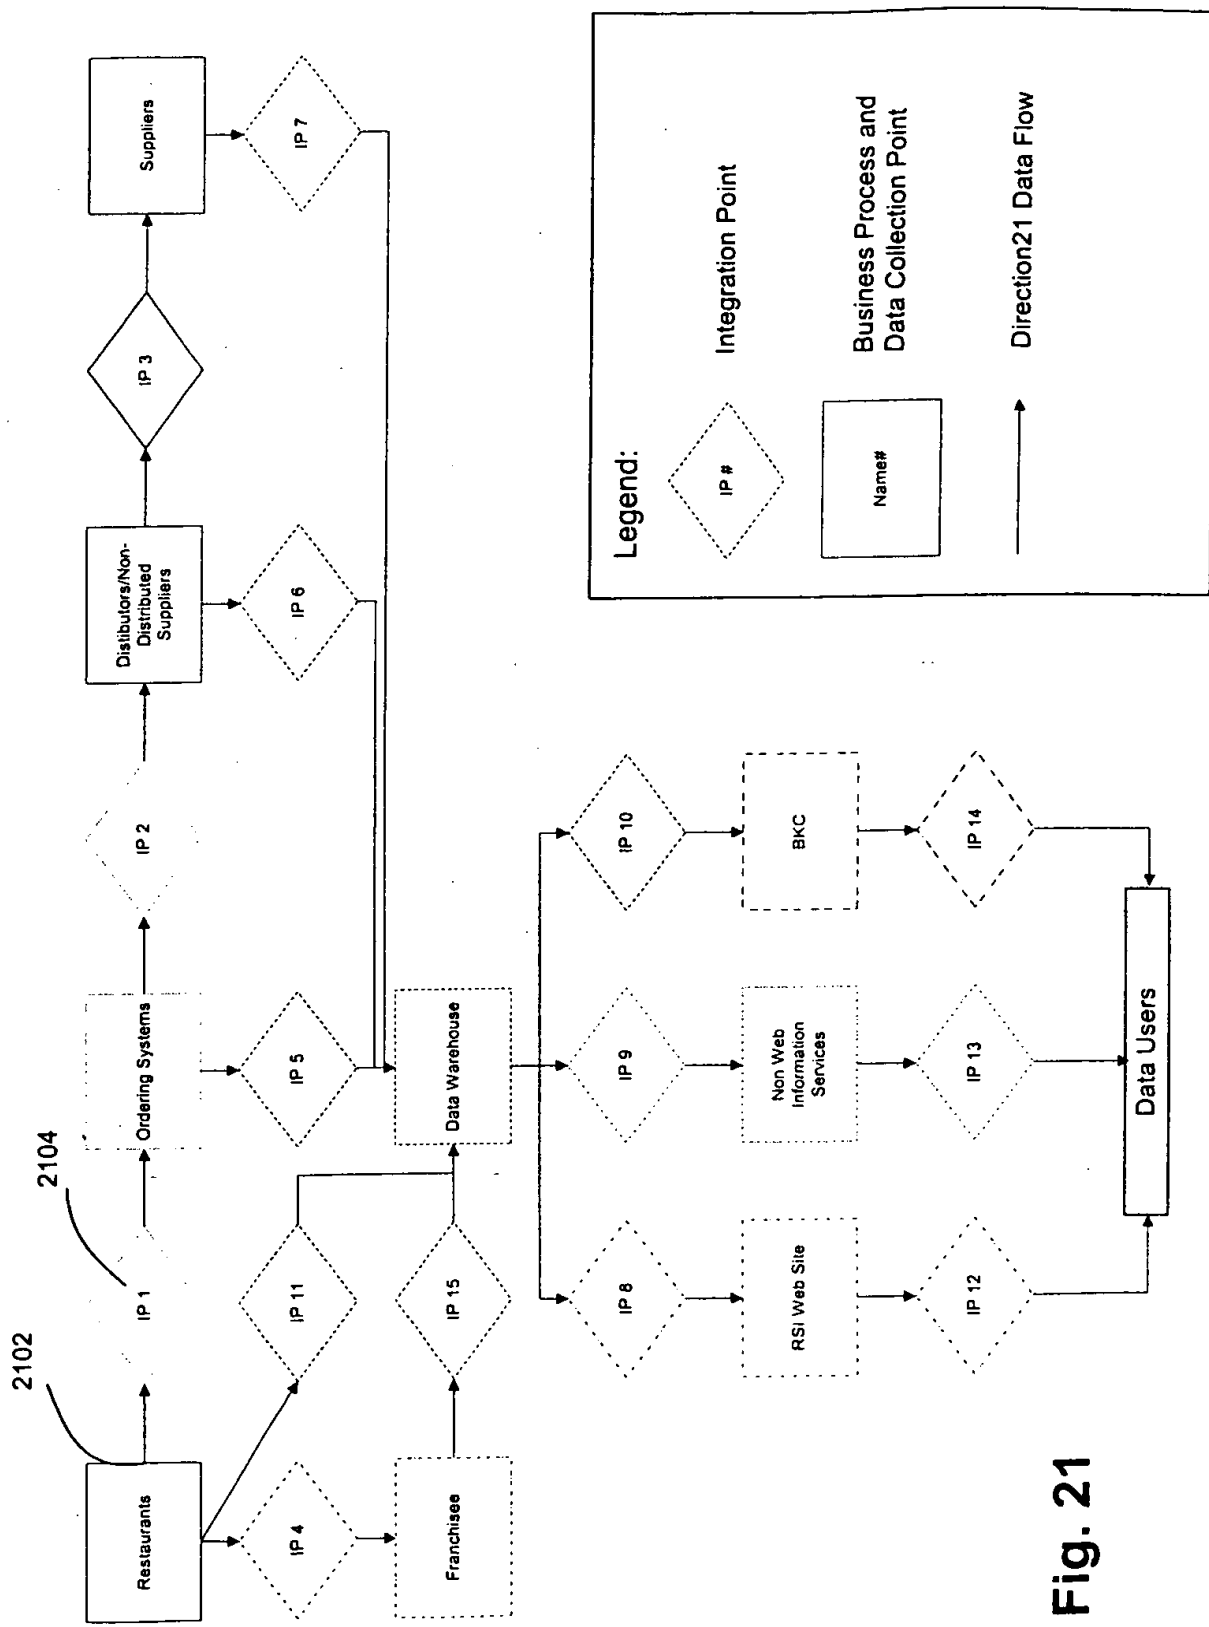 2102
2104
Restaurants
IP 1
Ordering Systems
IP 2
Distibutors/Non-
Distributed
Suppliers
IP 3
Suppliers
IP 4
IP 11
IP 5
IP 6
IP 7
Franchisee
IP 15
Data Warehouse
IP 8
IP 9
IP 10
RSI Web Site
Non Web
Information
Services
BKC
IP 12
IP 13
IP 14
Data Users
Legend:
IP #
Integration Point
Name#
Business Process and
Data Collection Point
Direction21 Data Flow
Fig. 21